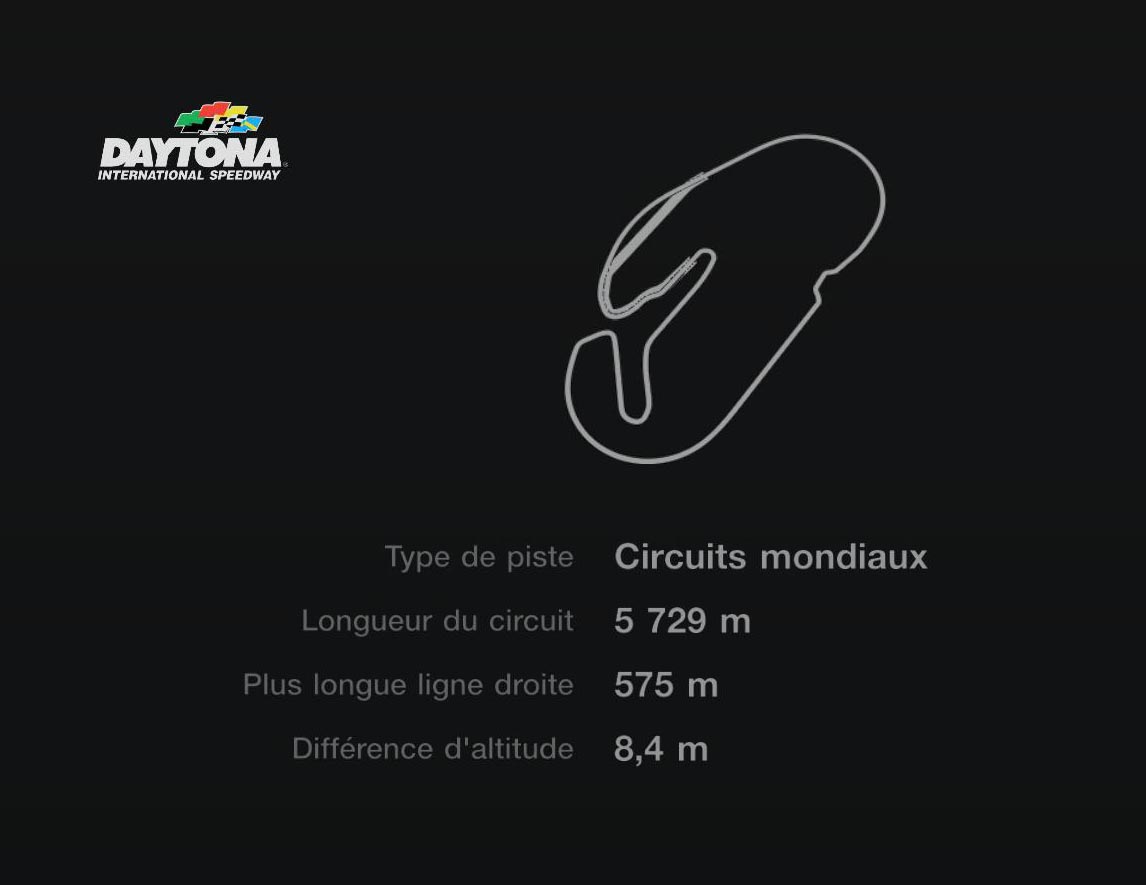 DAYTONA
INTERNATIONAL SPEEDWAY
Type de piste Circuits mondiaux
Longueur du circuit 5 729 m
Plus longue ligne droite 575 m
Différence d'altitude 8,4 m